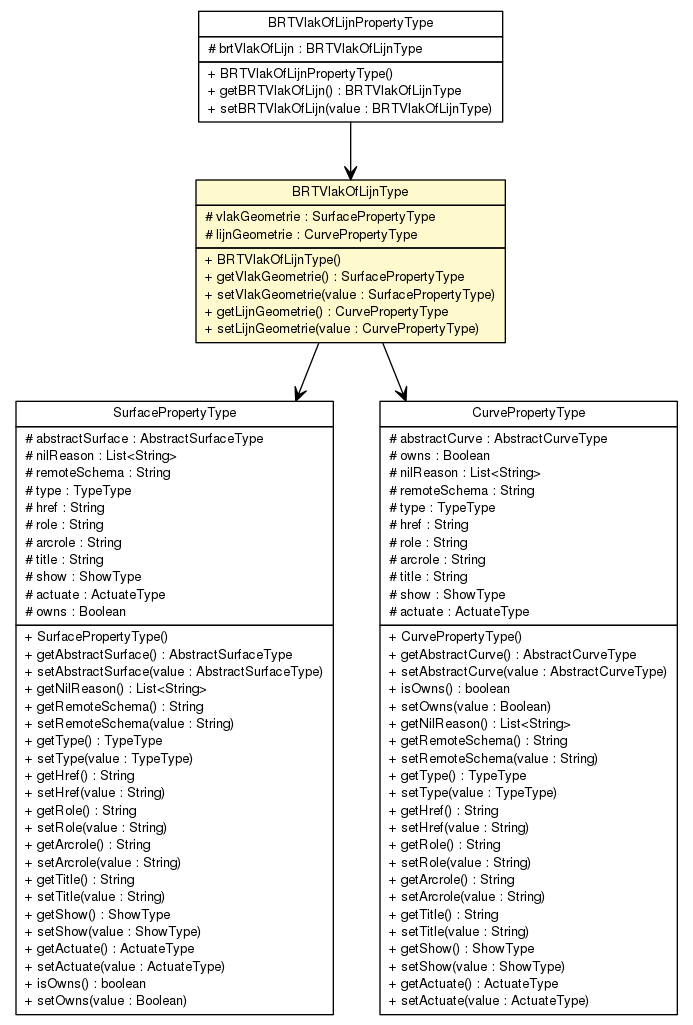 BRTVlakOfLijnPropertyType
# brtVlakOfLijn : BRTVlakOfLijnType
+ BRTVlakOfLijnPropertyType()
+ getBRTVlakOfLijn() : BRTVlakOfLijnType
+ setBRTVlakOfLijn(value : BRTVlakOfLijnType)
BRTVlakOfLijnType
# vlakGeometrie : SurfacePropertyType
# lijnGeometrie : CurvePropertyType
+ BRTVlakOfLijnType()
+ getVlakGeometrie() : SurfacePropertyType
+ setVlakGeometrie(value : SurfacePropertyType)
+ getLijnGeometrie() : CurvePropertyType
+ setLijnGeometrie(value : CurvePropertyType)
SurfacePropertyType
# abstractSurface : AbstractSurfaceType
# nilReason : List<String>
# remoteSchema : String
# type : TypeType
# href : String
# role : String
# arcrole : String
# title : String
# show : ShowType
# actuate : ActuateType
# owns : Boolean
+ SurfacePropertyType()
+ getAbstractSurface() : AbstractSurfaceType
+ setAbstractSurface(value : AbstractSurfaceType)
+ getNilReason() : List<String>
+ getRemoteSchema() : String
+ setRemoteSchema(value : String)
+ getType() : TypeType
+ setType(value : TypeType)
+ getHref() : String
+ setHref(value : String)
+ getRole() : String
+ setRole(value : String)
+ getArcrole() : String
+ setArcrole(value : String)
+ getTitle() : String
+ setTitle(value : String)
+ getShow() : ShowType
+ setShow(value : ShowType)
+ getActuate() : ActuateType
+ setActuate(value : ActuateType)
+ isOwns() : boolean
+ setOwns(value : Boolean)
CurvePropertyType
# abstractCurve : AbstractCurveType
# owns : Boolean
# nilReason : List<String>
# remoteSchema : String
# type : TypeType
# href : String
# role : String
# arcrole : String
# title : String
# show : ShowType
# actuate : ActuateType
+ CurvePropertyType()
+ getAbstractCurve() : AbstractCurveType
+ setAbstractCurve(value : AbstractCurveType)
+ isOwns() : boolean
+ setOwns(value : Boolean)
+ getNilReason() : List<String>
+ getRemoteSchema() : String
+ setRemoteSchema(value : String)
+ getType() : TypeType
+ setType(value : TypeType)
+ getHref() : String
+ setHref(value : String)
+ getRole() : String
+ setRole(value : String)
+ getArcrole() : String
+ setArcrole(value : String)
+ getTitle() : String
+ setTitle(value : String)
+ getShow() : ShowType
+ setShow(value : ShowType)
+ getActuate() : ActuateType
+ setActuate(value : ActuateType)